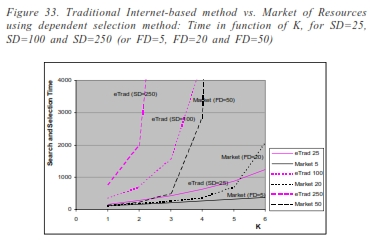 Figure 33. Traditional Internet-based method vs. Market of Resources
using dependent selection method: Time in function of K, for SD=25,
SD=100 and SD=250 (or FD=5, FD=20 and FD=50)
Search and Selection Time
4000
3000
2000
1000
0
eTrad (SD=250)
Market (FD=50)
eTrad (SD=100)
Market (FD=20)
eTrad (SD=25)
Market (FD=5)
0
1
2
3
4
5
6
K
eTrad 25
Market 5
eTrad 100
Market 20
eTrad 250
Market 50